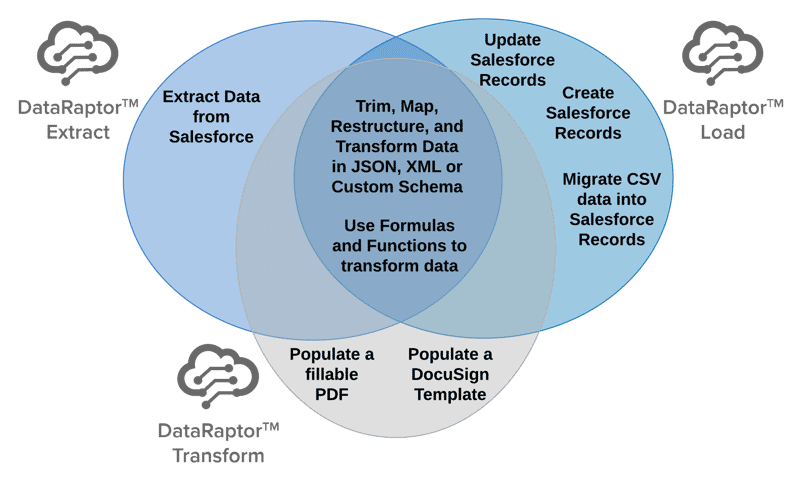 DataRaptor™
Extract
Extract Data
from
Salesforce
Trim, Map,
Restructure, and
Transform Data
in JSON, XML or
Custom Schema
Use Formulas
and Functions to
transform data
Update
Salesforce
Records
Create
Salesforce
Records
Migrate CSV
data into
Salesforce
Records
DataRaptor™
Load
Populate a
fillable
PDF
Populate a
DocuSign
Template
DataRaptor™
Transform